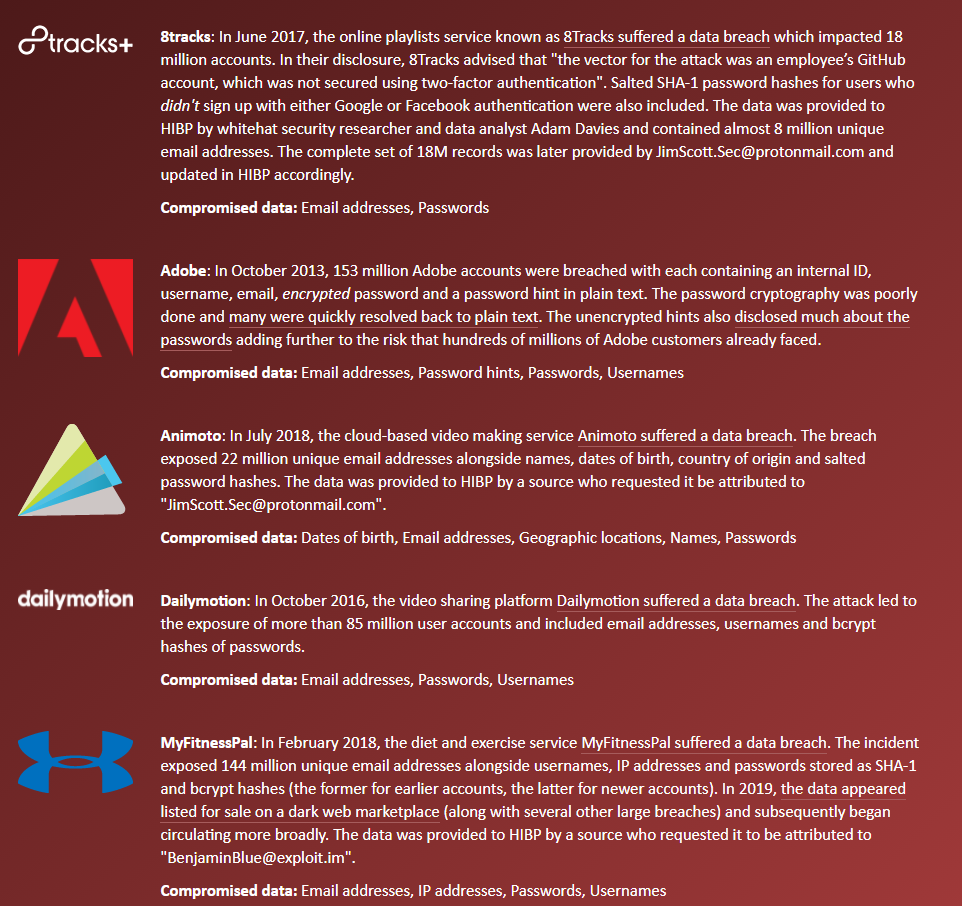 8tracks+
8tracks: In June 2017, the online playlists service known as 8Tracks suffered a data breach which impacted 18
million accounts. In their disclosure, 8Tracks advised that "the vector for the attack was an employee’s GitHub
account, which was not secured using two-factor authentication". Salted SHA-1 password hashes for users who
didn't sign up with either Google or Facebook authentication were also included. The data was provided to
HIBP by whitehat security researcher and data analyst Adam Davies and contained almost 8 million unique
email addresses. The complete set of 18M records was later provided by JimScott.Sec@protonmail.com and
updated in HIBP accordingly.
Compromised data: Email addresses, Passwords
Adobe: In October 2013, 153 million Adobe accounts were breached with each containing an internal ID,
username, email, encrypted password and a password hint in plain text. The password cryptography was poorly
done and many were quickly resolved back to plain text. The unencrypted hints also disclosed much about the
passwords adding further to the risk that hundreds of millions of Adobe customers already faced.
Compromised data: Email addresses, Password hints, Passwords, Usernames
Animoto: In July 2018, the cloud-based video making service Animoto suffered a data breach. The breach
exposed 22 million unique email addresses alongside names, dates of birth, country of origin and salted
password hashes. The data was provided to HIBP by a source who requested it be attributed to
"JimScott.Sec@protonmail.com".
Compromised data: Dates of birth, Email addresses, Geographic locations, Names, Passwords
dailymotion
Dailymotion: In October 2016, the video sharing platform Dailymotion suffered a data breach. The attack led to
the exposure of more than 85 million user accounts and included email addresses, usernames and bcrypt
hashes of passwords.
Compromised data: Email addresses, Passwords, Usernames
MyFitnessPal: In February 2018, the diet and exercise service MyFitnessPal suffered a data breach. The incident
exposed 144 million unique email addresses alongside usernames, IP addresses and passwords stored as SHA-1
and bcrypt hashes (the former for earlier accounts, the latter for newer accounts). In 2019, the data appeared
listed for sale on a dark web marketplace (along with several other large breaches) and subsequently began
circulating more broadly. The data was provided to HIBP by a source who requested it to be attributed to
"BenjaminBlue@exploit.im".
Compromised data: Email addresses, IP addresses, Passwords, Usernames